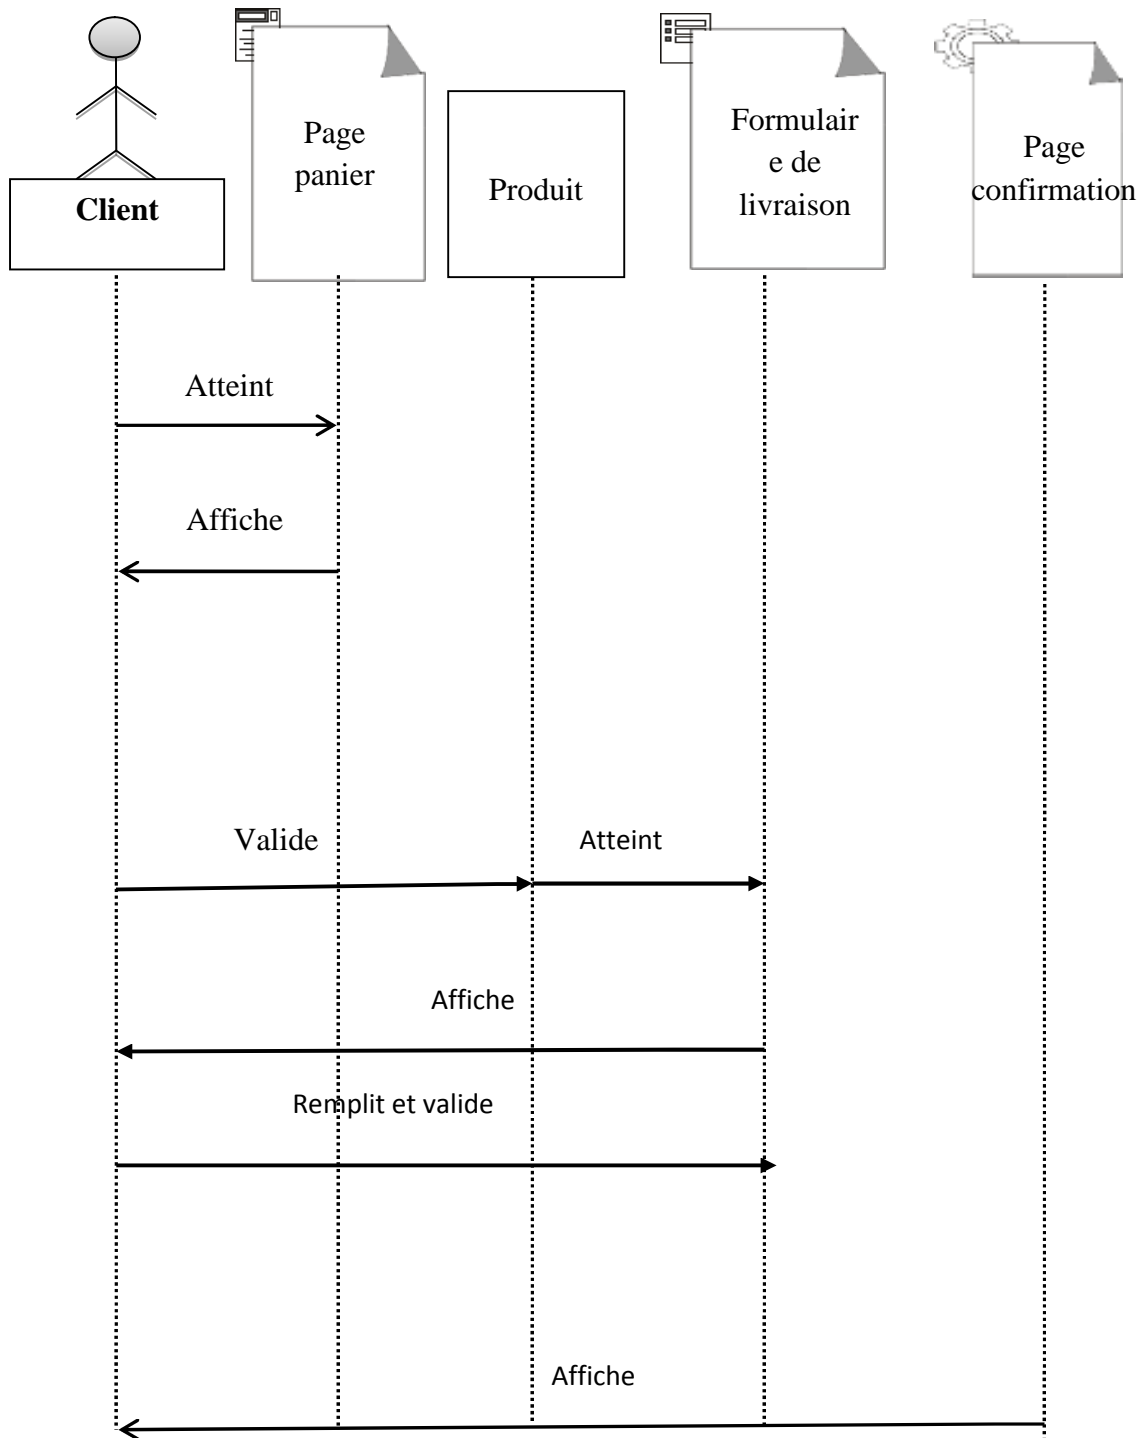 Client
Page
panier
Produit
Formulair
e de
livraison
Page
confirmation
Atteint
Affiche
Valide
Atteint
Affiche
Remplit et valide
Affiche